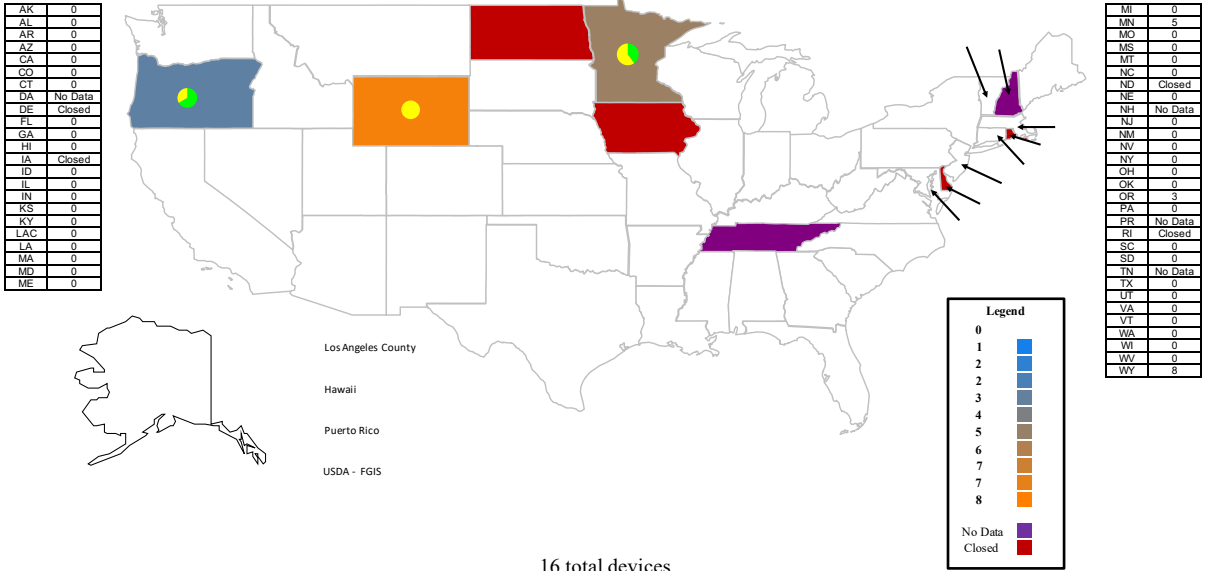 AK 0
AL 0
AR 0
AZ 0
CA 0
CO 0
CT 0
DA No Data
DE Closed
FL 0
GA 0
HI 0
IA Closed
ID 0
IL 0
IN 0
KS 0
KY 0
LAC 0
LA 0
MA 0
MD 0
ME 0
MI 0
MN 5
MO 0
MS 0
MT 0
NC 0
ND Closed
NE 0
NH No Data
NJ 0
NM 0
NV 0
NY 0
OH 0
OK 0
OR 3
PA 0
PR No Data
RI Closed
SC 0
SD 0
TN No Data
TX 0
UT 0
VA 0
VT 0
WA 0
WI 0
WV 0
WY 8
Los Angeles County
Hawaii
Puerto Rico
USDA - FGIS
Legend
0
1
2
2
3
4
5
6
7
7
8
No Data
Closed
16 total devices